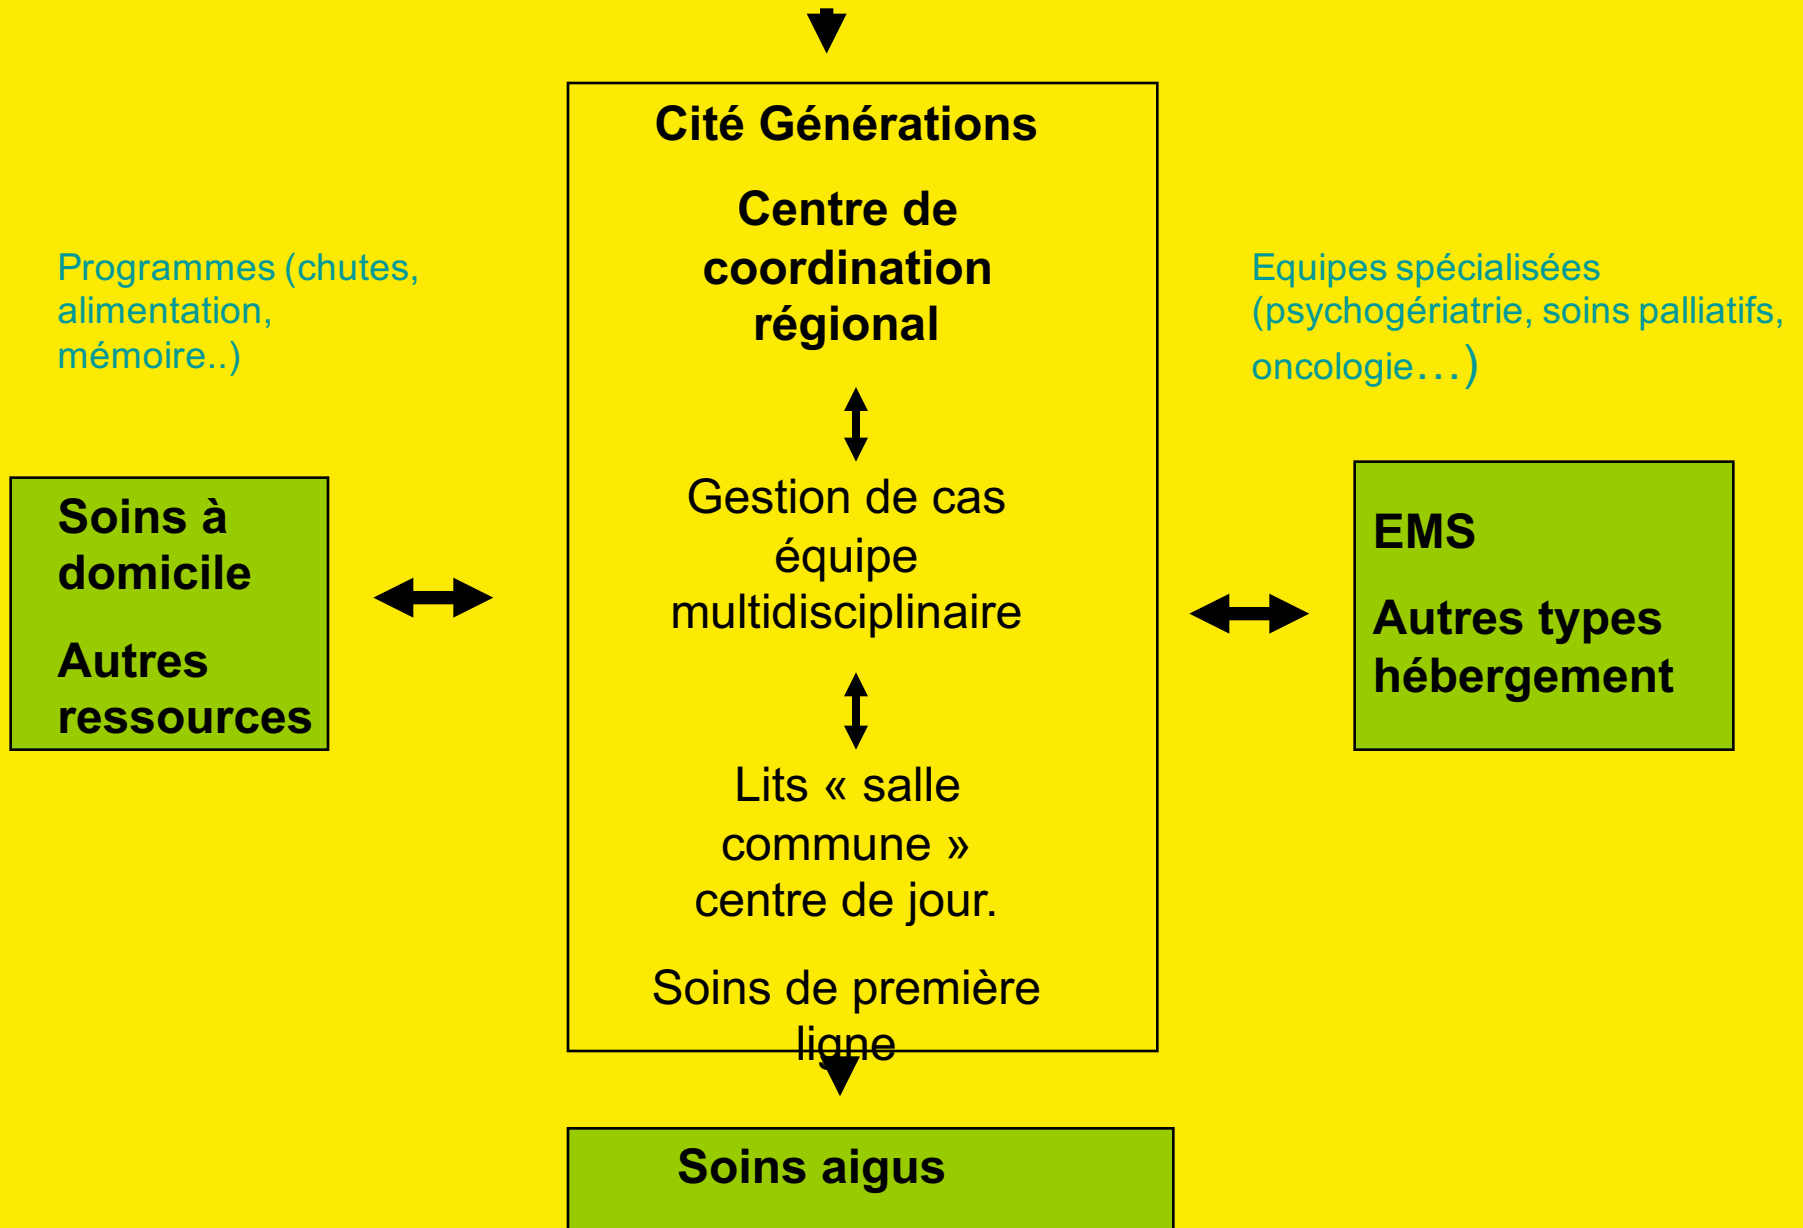 Cité Générations
Centre de
coordination
régional
Programmes (chutes,
alimentation,
mémoire..)
Equipes spécialisées
(psychogériatrie, soins palliatifs,
oncologie…)
Gestion de cas
équipe
multidisciplinaire
Soins à
domicile
Autres
ressources
EMS
Autres types
hébergement
Lits « salle
commune »
centre de jour.
Soins de première
ligne
Soins aigus